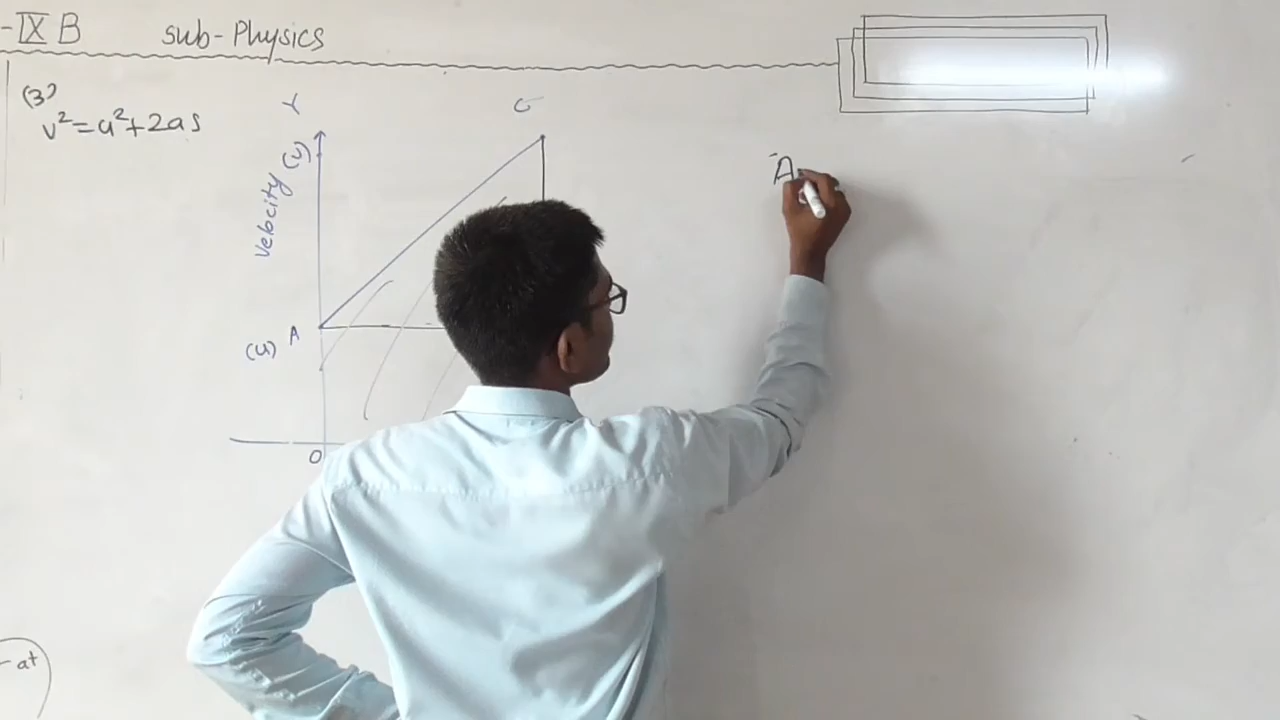 -IX B
sub-Physics
(3)
v²=u²+2as
Y
Velocity (v)
(u) A
O
-at
A